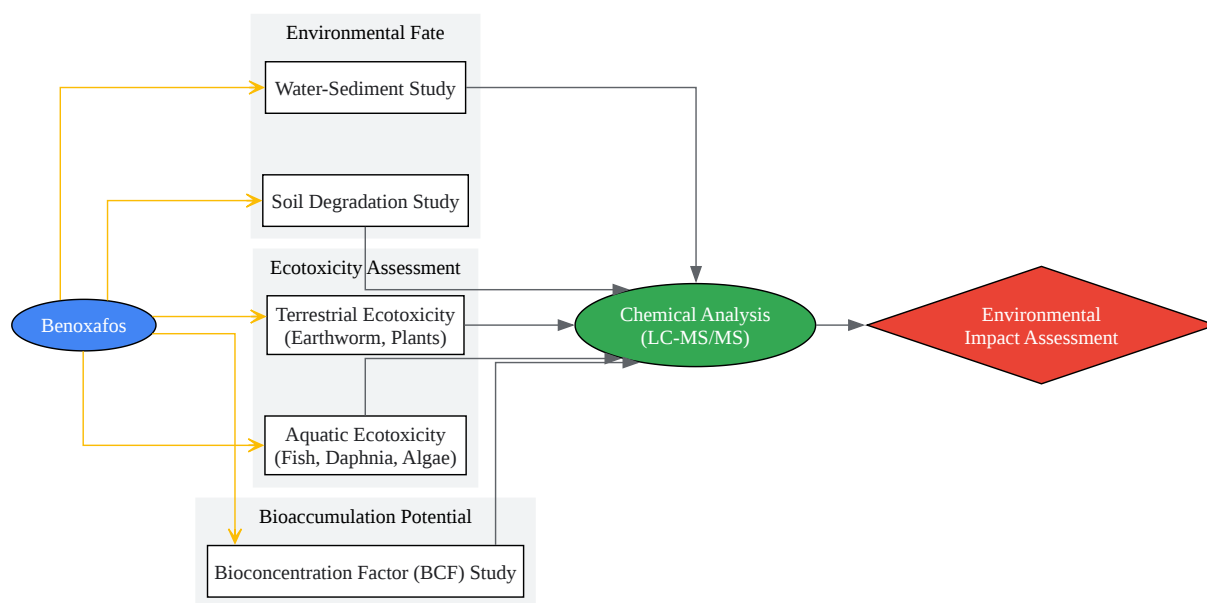 Environmental Fate
Water-Sediment Study
Soil Degradation Study
Ecotoxicity Assessment
Terrestrial Ecotoxicity
(Earthworm, Plants)
Aquatic Ecotoxicity
(Fish, Daphnia, Algae)
Bioaccumulation Potential
Bioconcentration Factor (BCF) Study
Benoxafos
Chemical Analysis
(LC-MS/MS)
Environmental
Impact Assessment